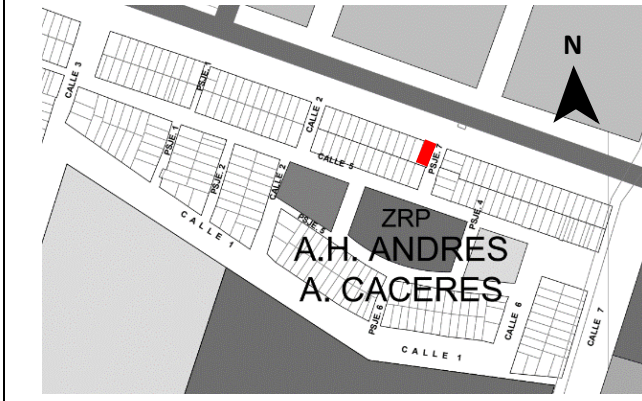 N
CALLE 3
PSJE. 1
CALLE 2
PSJE. 7
CALLE 5
PSJE. 1
PSJE. 2
CALLE 2
PSJE. 4
ZRP
PSJE. 5
CALLE 1
A.H. ANDRES
A. CACERES
PSJE. 6
CALLE 6
CALLE 7
CALLE 1